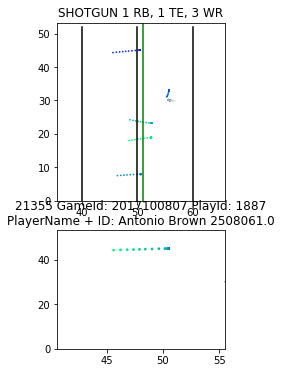 SHOTGUN 1 RB, 1 TE, 3 WR
50
40
30
20
10
0
40 50 60
21355 GameId: 2017100807 PlayId: 1887
PlayerName + ID: Antonio Brown 2508061.0
40
20
0
45 50 55